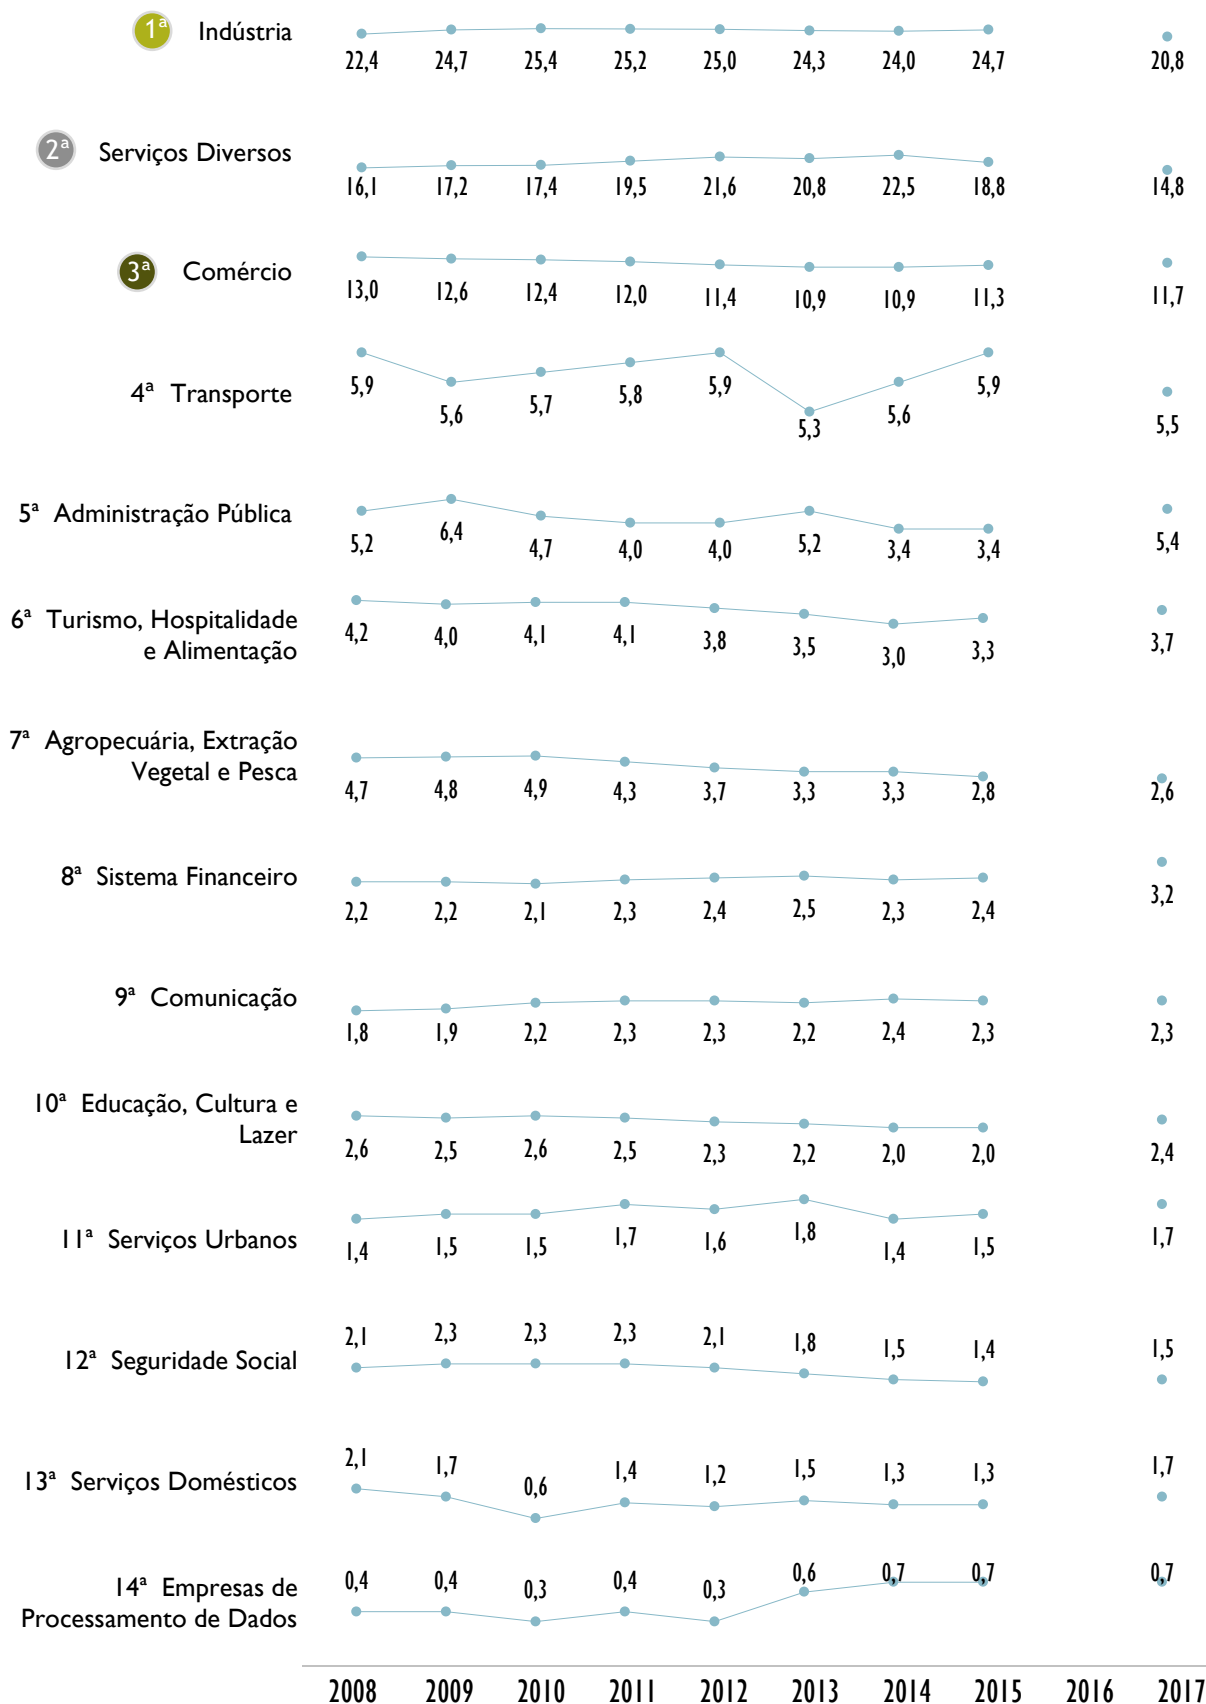 1ª Indústria
22,4 24,7 25,4 25,2 25,0 24,3 24,0 24,7 20,8
2ª Serviços Diversos
16,1 17,2 17,4 19,5 21,6 20,8 22,5 18,8 14,8
3ª Comércio
13,0 12,6 12,4 12,0 11,4 10,9 10,9 11,3 11,7
4ª Transporte
5,9 5,6 5,7 5,8 5,9 5,3 5,6 5,9 5,5
5ª Administração Pública
5,2 6,4 4,7 4,0 4,0 5,2 3,4 3,4 5,4
6ª Turismo, Hospitalidade
e Alimentação
4,2 4,0 4,1 4,1 3,8 3,5 3,0 3,3 3,7
7ª Agropecuária, Extração
Vegetal e Pesca
4,7 4,8 4,9 4,3 3,7 3,3 3,3 2,8 2,6
8ª Sistema Financeiro
2,2 2,2 2,1 2,3 2,4 2,5 2,3 2,4 3,2
9ª Comunicação
1,8 1,9 2,2 2,3 2,3 2,2 2,4 2,3 2,3
10ª Educação, Cultura e
Lazer
2,6 2,5 2,6 2,5 2,3 2,2 2,0 2,0 2,4
11ª Serviços Urbanos
1,4 1,5 1,5 1,7 1,6 1,8 1,4 1,5 1,7
12ª Seguridade Social
2,1 2,3 2,3 2,3 2,1 1,8 1,5 1,4 1,5
13ª Serviços Domésticos
2,1 1,7 0,6 1,4 1,2 1,5 1,3 1,3 1,7
14ª Empresas de
Processamento de Dados
0,4 0,4 0,3 0,4 0,3 0,6 0,7 0,7 0,7
2008 2009 2010 2011 2012 2013 2014 2015 2016 2017